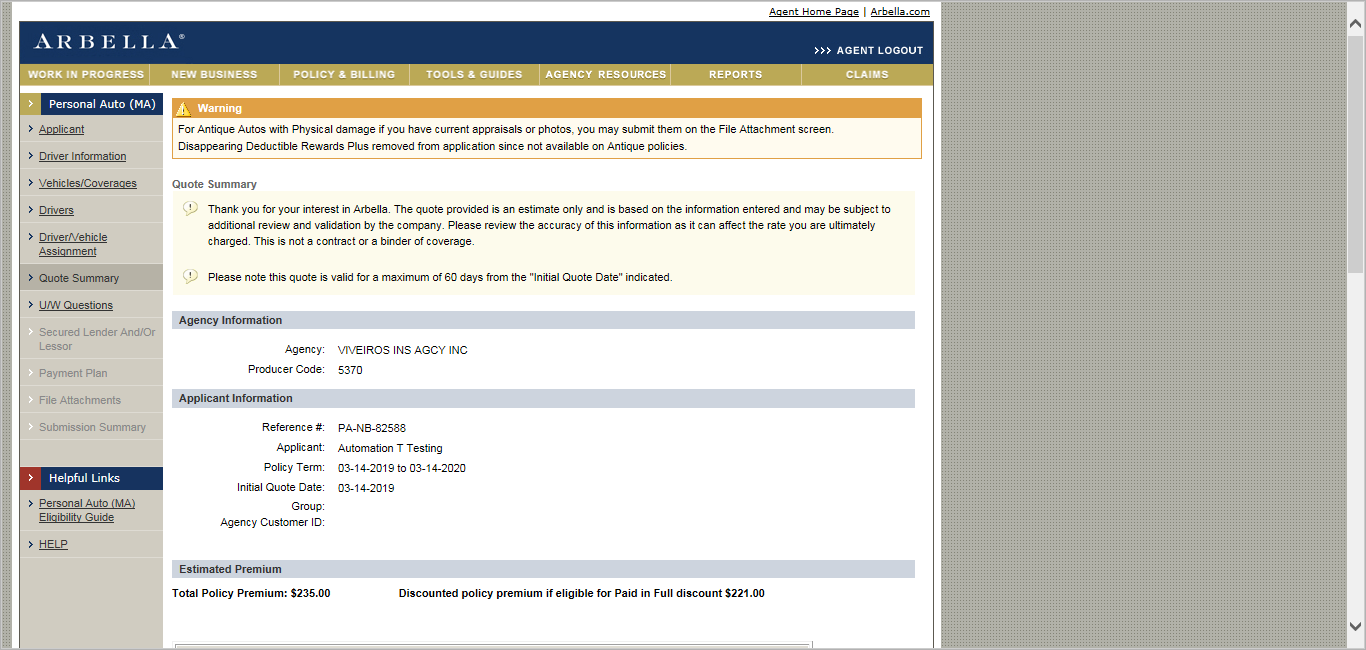 Agent Home Page | Arbella.com
ARBELLA®
>>> AGENT LOGOUT
WORK IN PROGRESS NEW BUSINESS POLICY & BILLING TOOLS & GUIDES AGENCY RESOURCES REPORTS CLAIMS
Personal Auto (MA)
Applicant
Driver Information
Vehicles/Coverages
Drivers
Driver/Vehicle
Assignment
Quote Summary
U/W Questions
Secured Lender And/Or
Lessor
Payment Plan
File Attachments
Submission Summary
Helpful Links
Personal Auto (MA)
Eligibility Guide
HELP
Warning
For Antique Autos with Physical damage if you have current appraisals or photos, you may submit them on the File Attachment screen.
Disappearing Deductible Rewards Plus removed from application since not available on Antique policies.
Quote Summary
Thank you for your interest in Arbella. The quote provided is an estimate only and is based on the information entered and may be subject to
additional review and validation by the company. Please review the accuracy of this information as it can affect the rate you are ultimately
charged. This is not a contract or a binder of coverage.
Please note this quote is valid for a maximum of 60 days from the "Initial Quote Date" indicated.
Agency Information
Agency: VIVEIROS INS AGCY INC
Producer Code: 5370
Applicant Information
Reference #: PA-NB-82588
Applicant: Automation T Testing
Policy Term: 03-14-2019 to 03-14-2020
Initial Quote Date: 03-14-2019
Group:
Agency Customer ID:
Estimated Premium
Total Policy Premium: $235.00 Discounted policy premium if eligible for Paid in Full discount $221.00